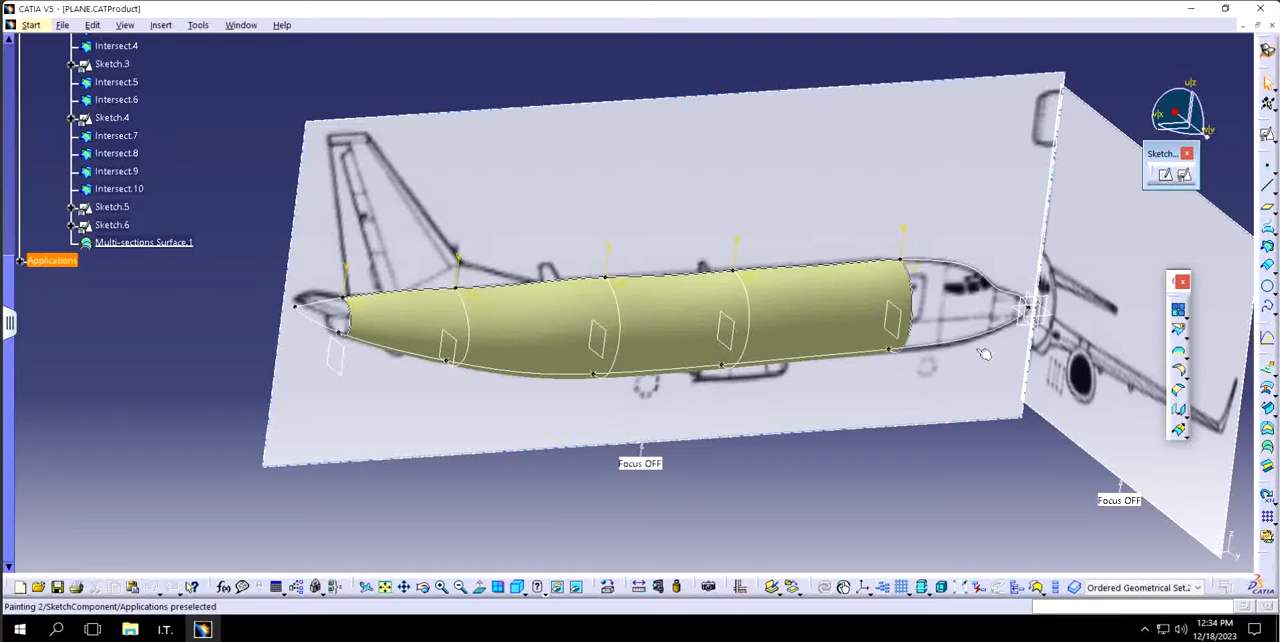 CATIA V5 - [PLANE.CATProduct]
Start File Edit View Insert Tools Window Help
Intersect.4
Sketch.3
Intersect.5
Intersect.6
Sketch.4
Intersect.7
Intersect.8
Intersect.9
Intersect.10
Sketch.5
Sketch.6
Multi-sections Surface.1
Applications
Sketch...
Focus OFF
Focus OFF
Ordered Geometrical Set.2
CATIA
Painting 2/SketchComponent/Applications preselected
I.T.
12:34 PM
12/18/2023